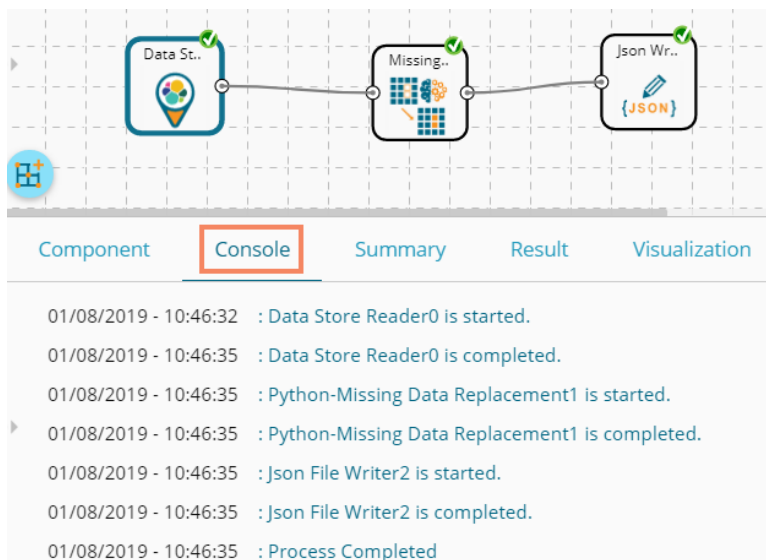 Data St..
Missing..
Json Wr..
{JSON}
Component Console Summary Result Visualization
01/08/2019 - 10:46:32 : Data Store Reader0 is started.
01/08/2019 - 10:46:35 : Data Store Reader0 is completed.
01/08/2019 - 10:46:35 : Python-Missing Data Replacement1 is started.
01/08/2019 - 10:46:35 : Python-Missing Data Replacement1 is completed.
01/08/2019 - 10:46:35 : Json File Writer2 is started.
01/08/2019 - 10:46:35 : Json File Writer2 is completed.
01/08/2019 - 10:46:35 : Process Completed